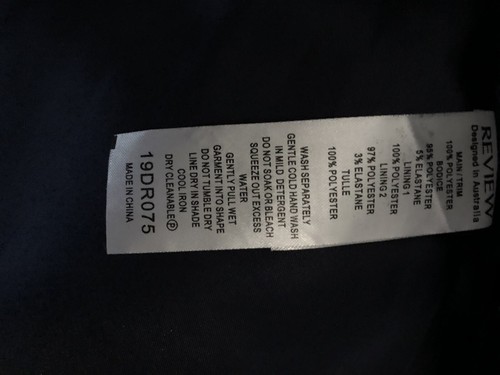 REVIEW
Designed in Australia
MAIN / TRIM
100% POLYESTER
BODICE
95% POLYESTER
5% ELASTANE
LINING 1
100% POLYESTER
LINING 2
97% POLYESTER
3% ELASTANE
TULLE
100% POLYESTER
WASH SEPARATELY
GENTLE COLD HAND WASH
IN MILD DETERGENT
DO NOT SOAK OR BLEACH
SQUEEZE OUT EXCESS
WATER
GENTLY PULL WET
GARMENT INTO SHAPE
DO NOT TUMBLE DRY
LINE DRY IN SHADE
COOL IRON
DRY CLEANABLE Ⓟ
19DR075
MADE IN CHINA